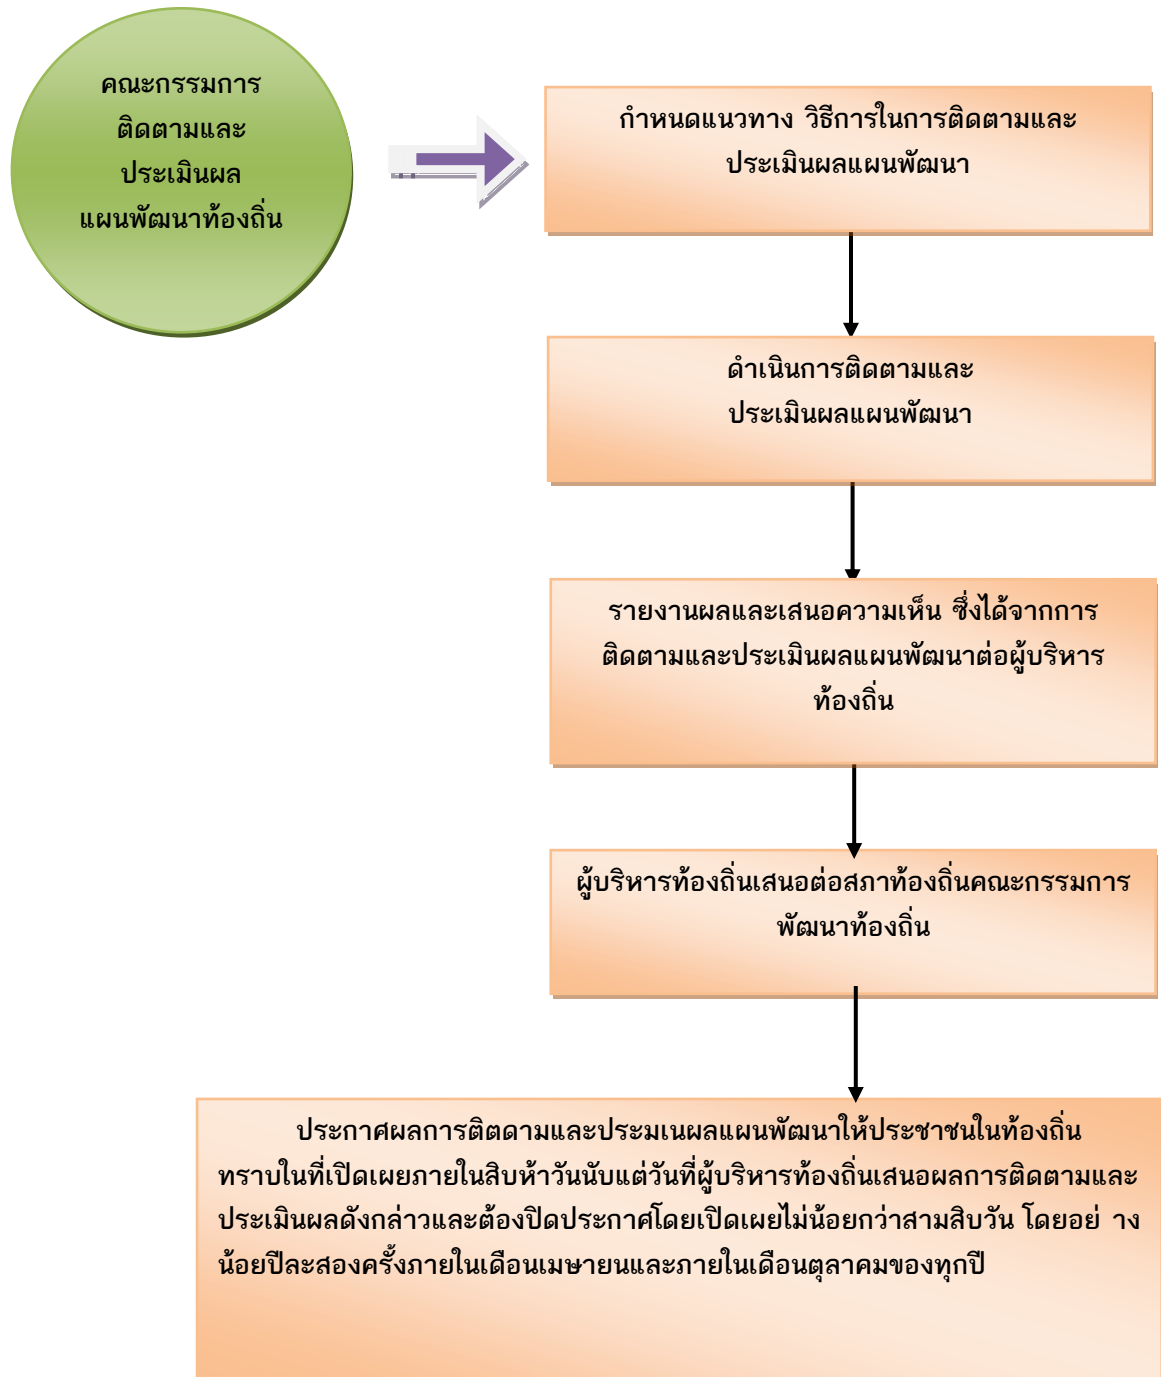 คณะกรรมการ
ติดตามและ
ประเมินผล
แผนพัฒนาท้องถิ่น
กำหนดแนวทาง วิธีการในการติดตามและ
ประเมินผลแผนพัฒนา
ดำเนินการติดตามและ
ประเมินผลแผนพัฒนา
รายงานผลและเสนอความเห็น ซึ่งได้จากการ
ติดตามและประเมินผลแผนพัฒนาต่อผู้บริหาร
ท้องถิ่น
ผู้บริหารท้องถิ่นเสนอต่อสภาท้องถิ่นคณะกรรมการ
พัฒนาท้องถิ่น
ประกาศผลการติตดามและประมเนผลแผนพัฒนาให้ประชาชนในท้องถิ่น
ทราบในที่เปิดเผยภายในสิบห้าวันนับแต่วันที่ผู้บริหารท้องถิ่นเสนอผลการติดตามและ
ประเมินผลดังกล่าวและต้องปิดประกาศโดยเปิดเผยไม่น้อยกว่าสามสิบวัน โดยอย่ าง
น้อยปีละสองครั้งภายในเดือนเมษายนและภายในเดือนตุลาคมของทุกปี